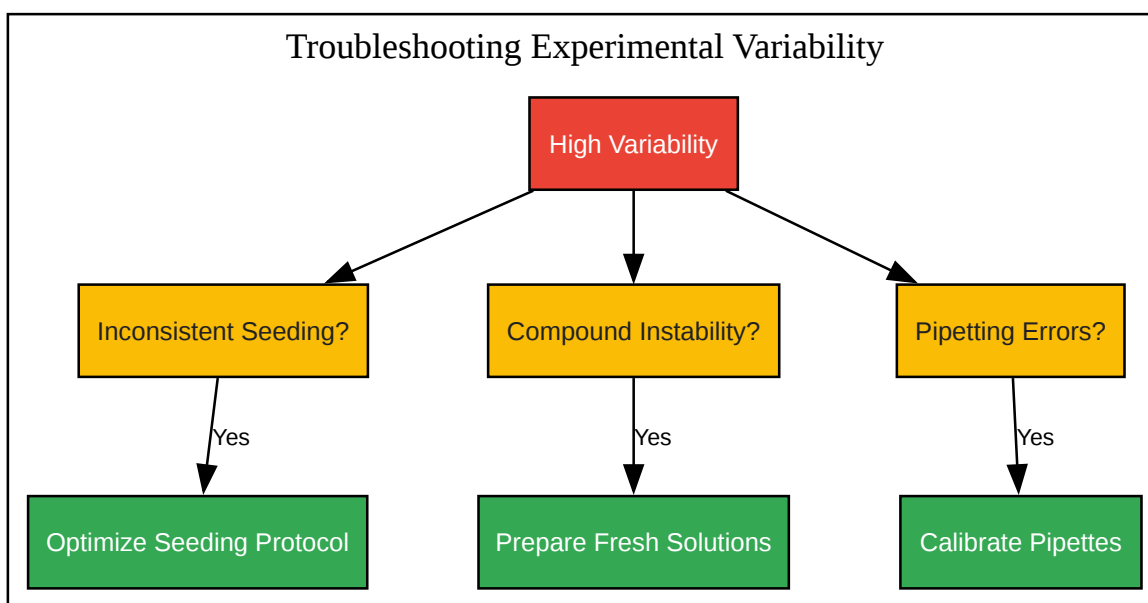 Troubleshooting Experimental Variability
High Variability
Inconsistent Seeding?
Compound Instability?
Pipetting Errors?
Yes
Yes
Yes
Optimize Seeding Protocol
Prepare Fresh Solutions
Calibrate Pipettes